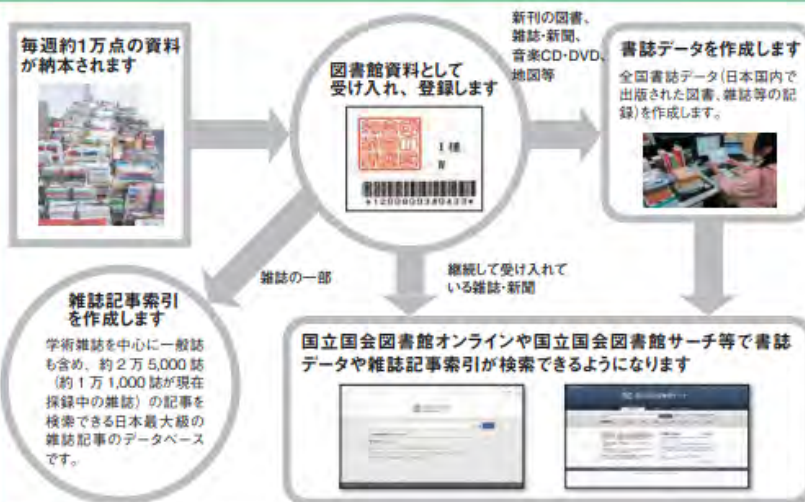 毎週約1万点の資料
が納本されます
図書館資料として
受け入れ、登録します
新刊の図書、
雑誌・新聞、
音楽CD・DVD、
地図等
書誌データを作成します
全国書誌データ(日本国内で
出版された図書、雑誌等の記
録)を作成します。
雑誌の一部
継続して受け入れて
いる雑誌・新聞
雑誌記事索引
を作成します
学術雑誌を中心に一般誌
も含め、約2万5,000誌
(約1万1,000誌が現在
採録中の雑誌)の記事を
検索できる日本最大級の
雑誌記事のデータベース
です。
国立国会図書館オンラインや国立国会図書館サーチ等で書誌
データや雑誌記事索引が検索できるようになります